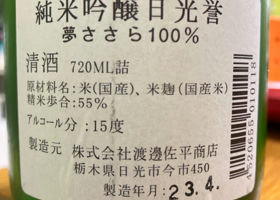 純米吟醸日光誉
夢ささら100%
清酒 720ML詰
原材料名:米(国産)、米麹(国産米)
精米歩合:55%
アルコール分:15度
製造元 株式会社渡邊佐平商店
栃木県日光市今市450
製造年月:23.4.
4520655010118